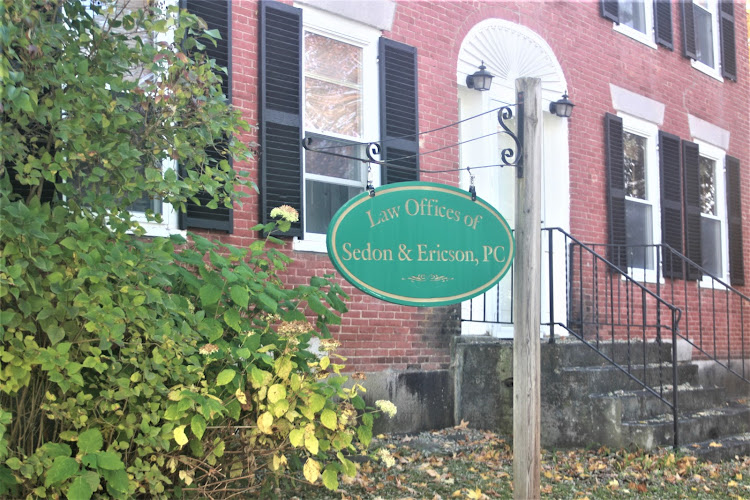 Law Offices of
Sedon & Ericson, PC